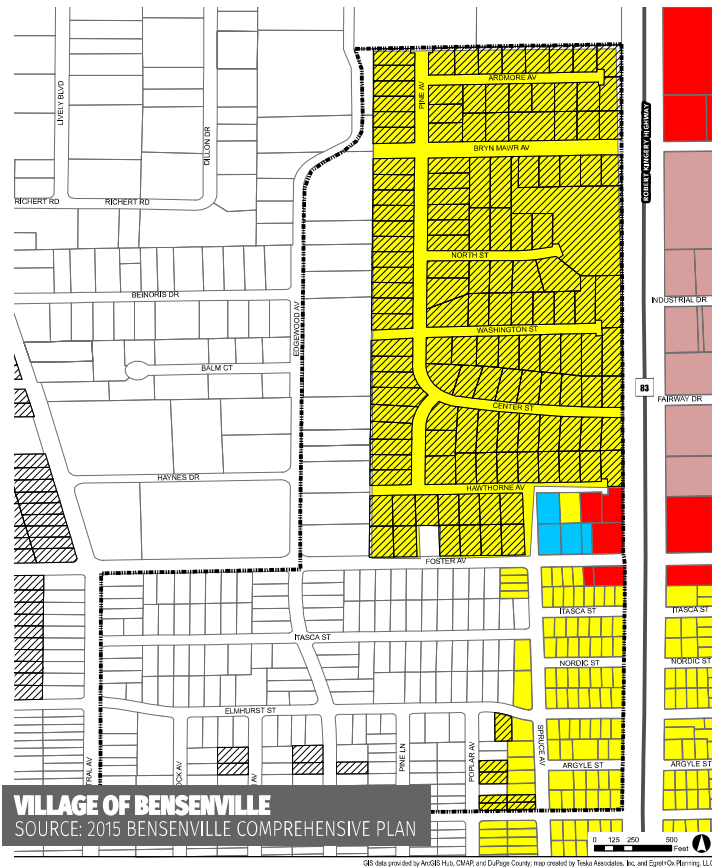 ARDMORE AV
LIVELY BLVD
PINE AV
DILLON DR
ROBERT KINGERY HIGHWAY
BRYN MAWR AV
RICHERT RD
RICHERT RD
NORTH ST
BEINORIS DR
INDUSTRIAL DR
EDGEWOOD AV
WASHINGTON ST
BALM CT
83
FAIRWAY DR
CENTER ST
HAYNES DR
HAWTHORNE AV
FOSTER AV
ITASCA ST
ITASCA ST
ITASCA ST
NORDIC ST
NORDIC ST
ELMHURST ST
SPRUCE AV
PINE LN
POPLAR AV
ARGYLE ST
ARGYLE ST
TRAL AV
OCK AV
AV
VILLAGE OF BENSENVILLE
SOURCE: 2015 BENSENVILLE COMPREHENSIVE PLAN
0 125 250 500
Feet
GIS data provided by ArcGIS Hub, CMAP, and DuPage County; map created by Teska Associates, Inc. and Egret+Ox Planning, LLC